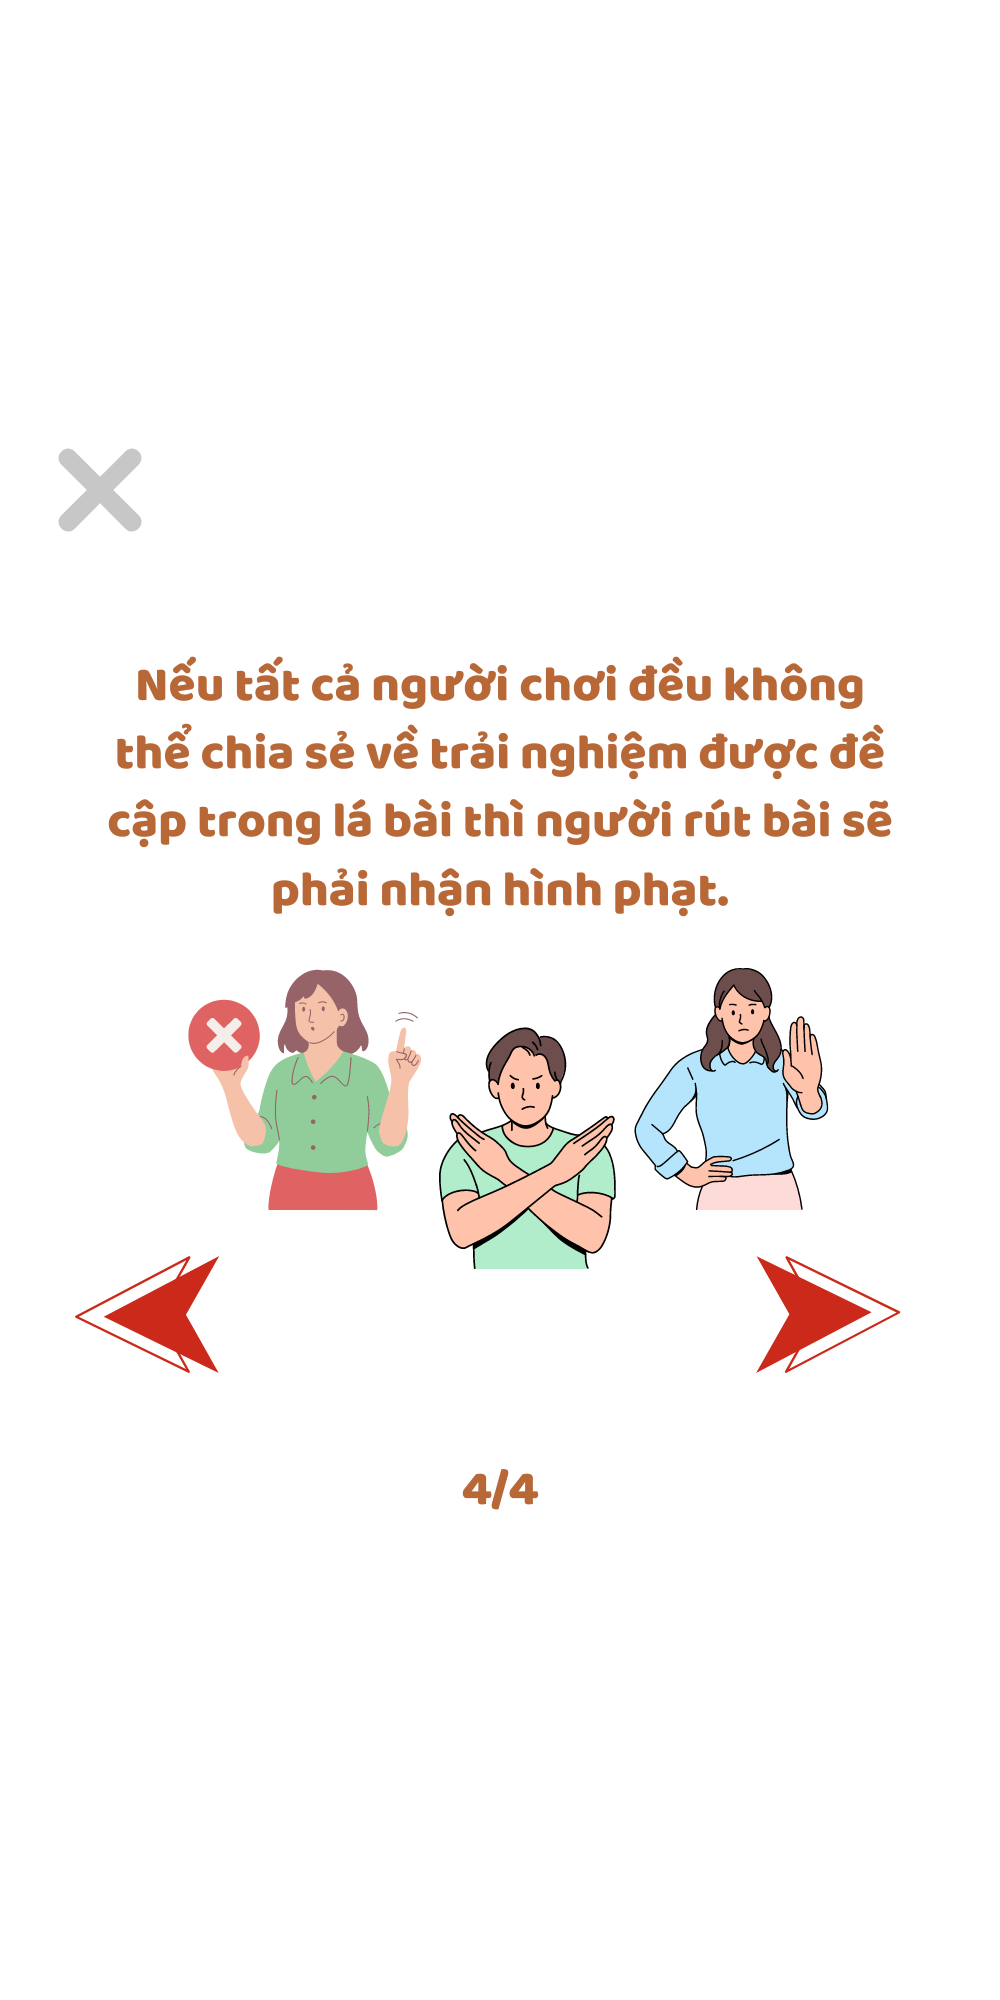 Nếu tất cả người chơi đều không
thể chia sẻ về trải nghiệm được đề
cập trong lá bài thì người rút bài sẽ
phải nhận hình phạt.
4/4